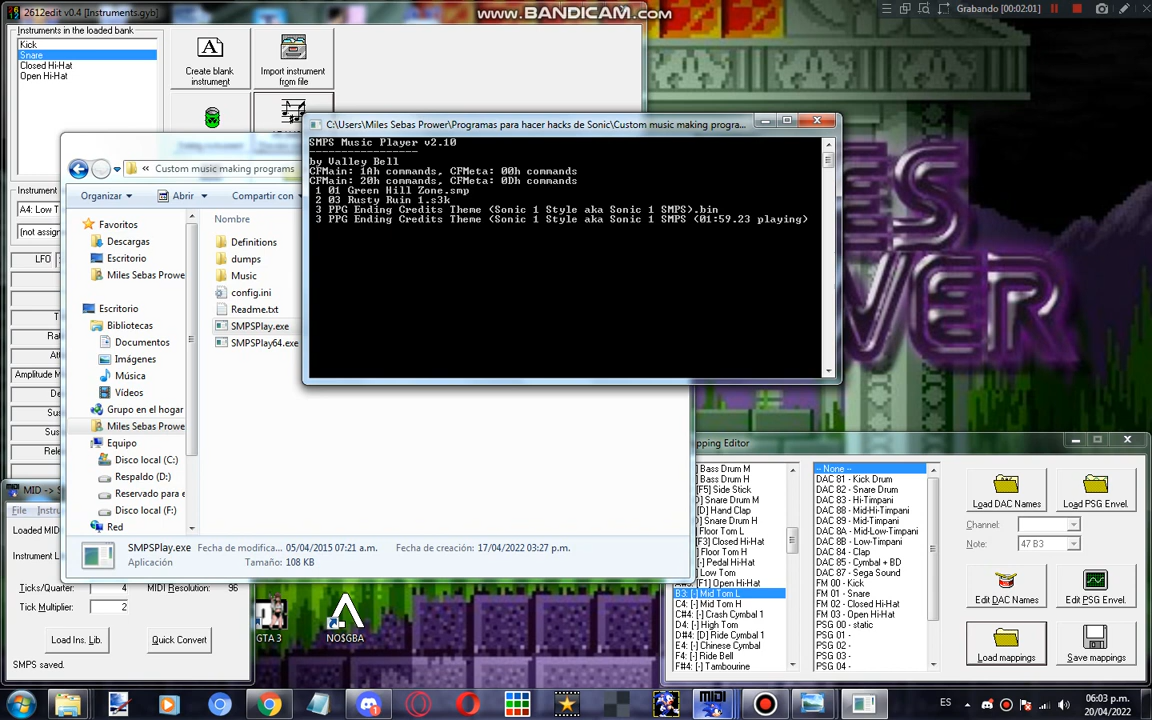 2612edit v0.4 [Instruments.gyb]
www.BANDICAM.com
Grabando [00:02:01]
Instruments in the loaded bank
Kick
Snare
Closed Hi-Hat
Open Hi-Hat
Create blank
instrument
Import instrument
from file
C:\Users\Miles Sebas Prower\Programas para hacer hacks de Sonic\Custom music making progra...
SMPS Music Player v2.10
--------------------
by Valley Bell
CFMain: 1Ah commands, CFMeta: 00h commands
CFMain: 20h commands, CFMeta: 0Dh commands
1 01 Green Hill Zone.smp
2 03 Rusty Ruin 1.s3k
3 PPG Ending Credits Theme (Sonic 1 Style aka Sonic 1 SMPS).bin
3 PPG Ending Credits Theme (Sonic 1 Style aka Sonic 1 SMPS (01:59.23 playing)
« Custom music making programs
Organizar
Abrir
Compartir con
Favoritos
Descargas
Escritorio
Miles Sebas Prowe
Escritorio
Bibliotecas
Documentos
Imágenes
Música
Vídeos
Grupo en el hogar
Miles Sebas Prowe
Equipo
Disco local (C:)
Respaldo (D:)
Reservado para e
Disco local (F:)
Red
Nombre
Definitions
dumps
Music
config.ini
Readme.txt
SMPSPlay.exe
SMPSPlay64.exe
SMPSPlay.exe
Fecha de modifica... 05/04/2015 07:21 a.m.
Fecha de creación: 17/04/2022 03:27 p.m.
Aplicación
Tamaño: 108 KB
Instrument
A4: Low T
[not assign
LFO
T
Rat
Att
Amplitude M
De
Sus
Sus
Rele
MID -> S
File
Instru
Loaded MID
Instrument L
Ticks/Quarter:
4
MIDI Resolution:
96
Tick Multiplier:
2
Load Ins. Lib.
Quick Convert
SMPS saved.
GTA 3
NOSGBA
pping Editor
] Bass Drum M
] Bass Drum H
[F5] Side Stick
] Snare Drum M
[D] Hand Clap
] Snare Drum H
] Floor Tom L
[F3] Closed Hi-Hat
] Floor Tom H
[-] Pedal Hi-Hat
] Low Tom
A#3: [F1] Open Hi-Hat
B3: [-] Mid Tom L
C4: [-] Mid Tom H
C#4: [-] Crash Cymbal 1
D4: [-] High Tom
D#4: [D] Ride Cymbal 1
E4: [-] Chinese Cymbal
F4: [-] Ride Bell
F#4: [-] Tambourine
-- None --
DAC 81 - Kick Drum
DAC 82 - Snare Drum
DAC 83 - Hi-Timpani
DAC 88 - Mid-Hi-Timpani
DAC 89 - Mid-Timpani
DAC 8A - Mid-Low-Timpani
DAC 8B - Low-Timpani
DAC 84 - Clap
DAC 85 - Cymbal + BD
DAC 87 - Sega Sound
FM 00 - Kick
FM 01 - Snare
FM 02 - Closed Hi-Hat
FM 03 - Open Hi-Hat
PSG 00 - static
PSG 01 -
PSG 02 -
PSG 03 -
PSG 04 -
Load DAC Names
Load PSG Envel.
Channel:
Note:
47 B3
Edit DAC Names
Edit PSG Envel.
Load mappings
Save mappings
ES
06:03 p.m.
20/04/2022